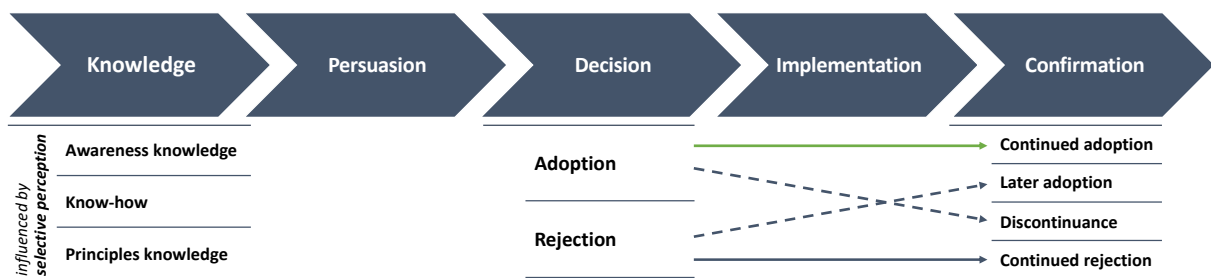 Knowledge
Persuasion
Decision
Implementation
Confirmation
influenced by
selective perception
Awareness knowledge
Know-how
Principles knowledge
Adoption
Rejection
Continued adoption
Later adoption
Discontinuance
Continued rejection